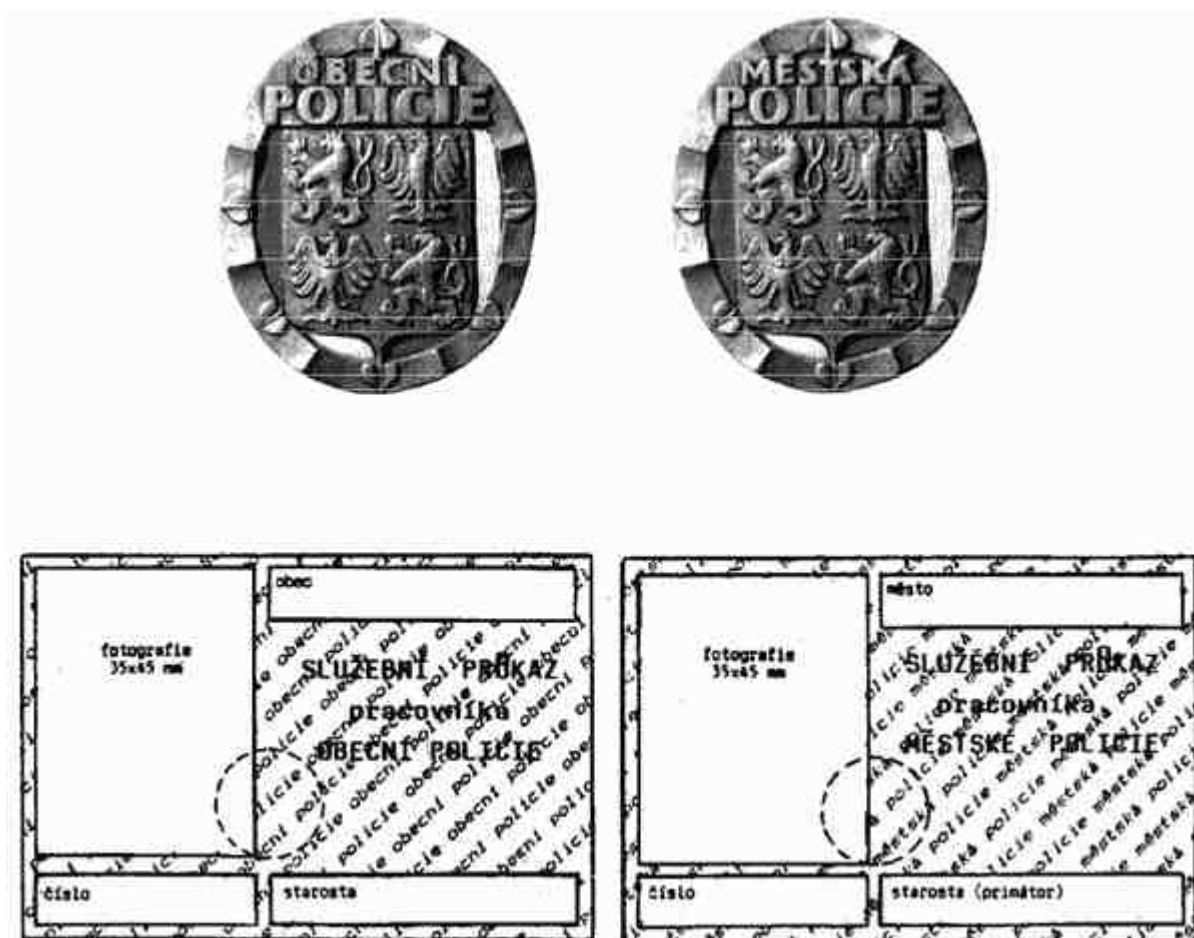 OBECNÍ
POLICIE
MĚSTSKÁ
POLICIE
obec
fotografie
35x45 mm
SLUŽEBNÍ PRŮKAZ
pracovníka
OBECNÍ POLICIE
číslo
starosta
město
fotografie
35x45 mm
SLUŽEBNÍ PRŮKAZ
pracovníka
MĚSTSKÉ POLICIE
číslo
starosta (primátor)